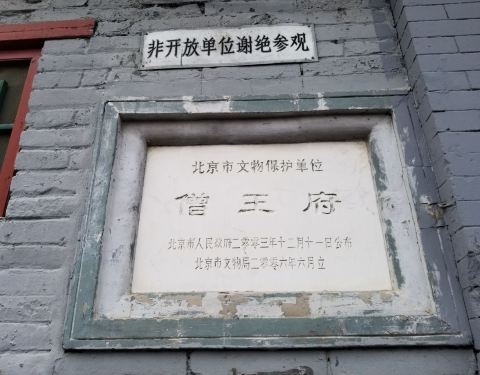 非开放单位谢绝参观
北京市文物保护单位
僧王府
北京市人民政府二零零三年十二月十一日公布
北京市文物局二零零六年六月立